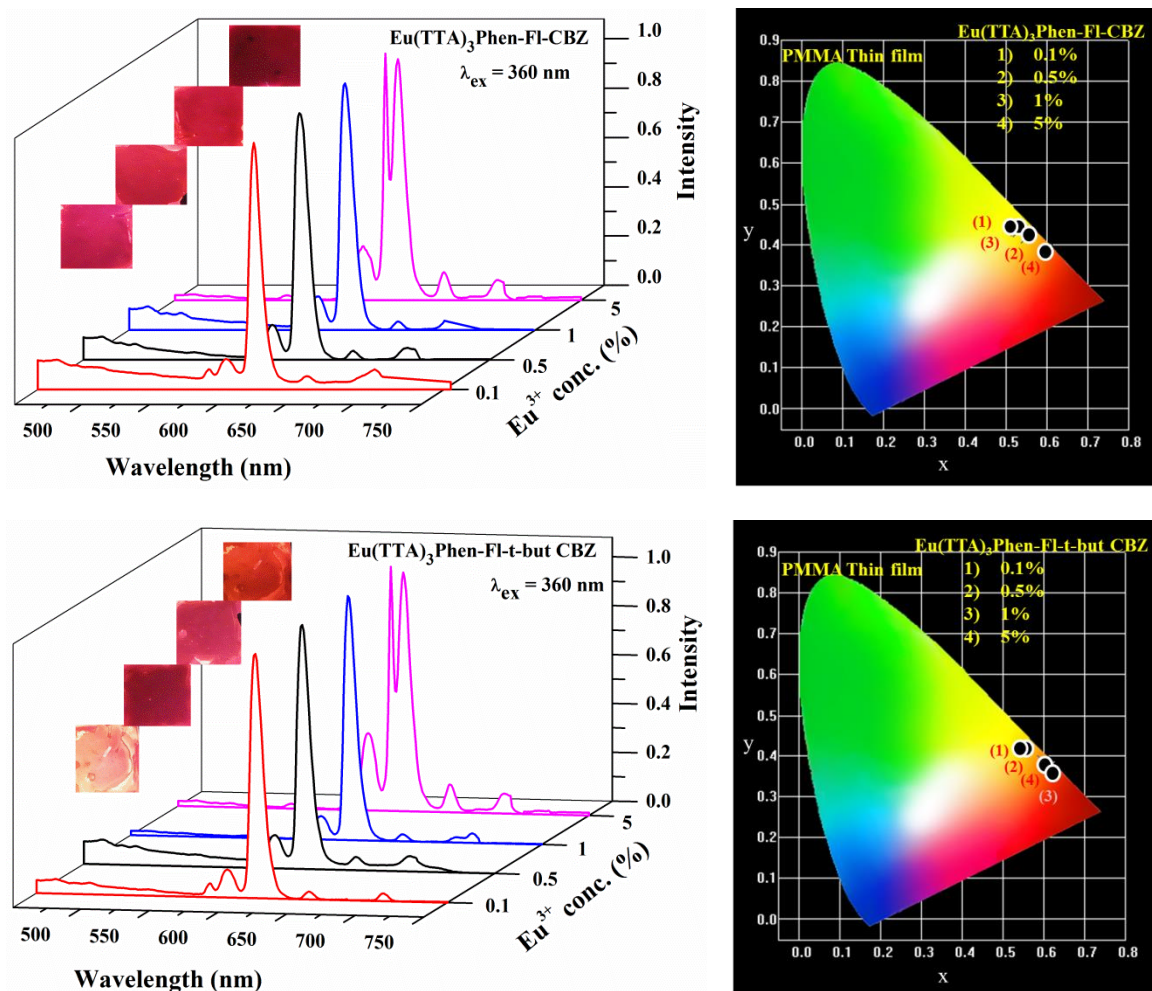 Eu(TTA)₃Phen-Fl-CBZ
λex = 360 nm
1.0
0.8
0.6
0.4
0.2
0.0
Intensity
5
1
0.5
0.1
Eu³⁺ conc. (%)
500 550 600 650 700 750
Wavelength (nm)
Eu(TTA)₃Phen-Fl-CBZ
PMMA Thin film
1) 0.1%
2) 0.5%
3) 1%
4) 5%
0.9
0.8
0.7
0.6
0.5
0.4
0.3
0.2
0.1
0.0
y
(1)
(3)
(2)
(4)
0.0 0.1 0.2 0.3 0.4 0.5 0.6 0.7 0.8
x
Eu(TTA)₃Phen-Fl-t-but CBZ
λex = 360 nm
1.0
0.8
0.6
0.4
0.2
0.0
Intensity
5
1
0.5
0.1
Eu³⁺ conc. (%)
500 550 600 650 700 750
Wavelength (nm)
Eu(TTA)₃Phen-Fl-t-but CBZ
PMMA Thin film
1) 0.1%
2) 0.5%
3) 1%
4) 5%
0.9
0.8
0.7
0.6
0.5
0.4
0.3
0.2
0.1
0.0
y
(1)
(2)
(4)
(3)
0.0 0.1 0.2 0.3 0.4 0.5 0.6 0.7 0.8
x